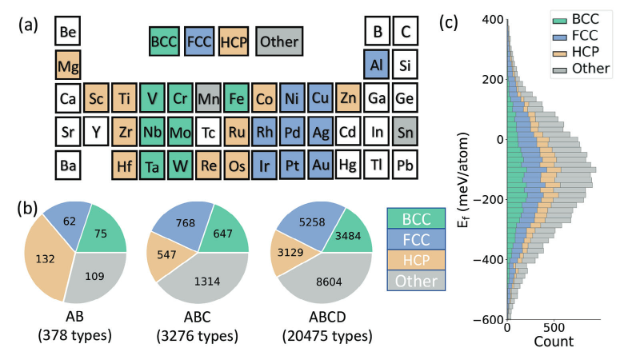 (a)
Be
B C
BCC FCC HCP Other
Mg
Al Si
Ca Sc Ti V Cr Mn Fe Co Ni Cu Zn Ga Ge
Sr Y Zr Nb Mo Tc Ru Rh Pd Ag Cd In Sn
Ba Hf Ta W Re Os Ir Pt Au Hg Tl Pb
(b)
62 75 132 109
AB
(378 types)
768 647 547 1314
ABC
(3276 types)
5258 3484 3129 8604
ABCD
(20475 types)
BCC
FCC
HCP
Other
(c)
BCC
FCC
HCP
Other
400
200
0
−200
−400
−600
E_f (meV/atom)
0 500
Count